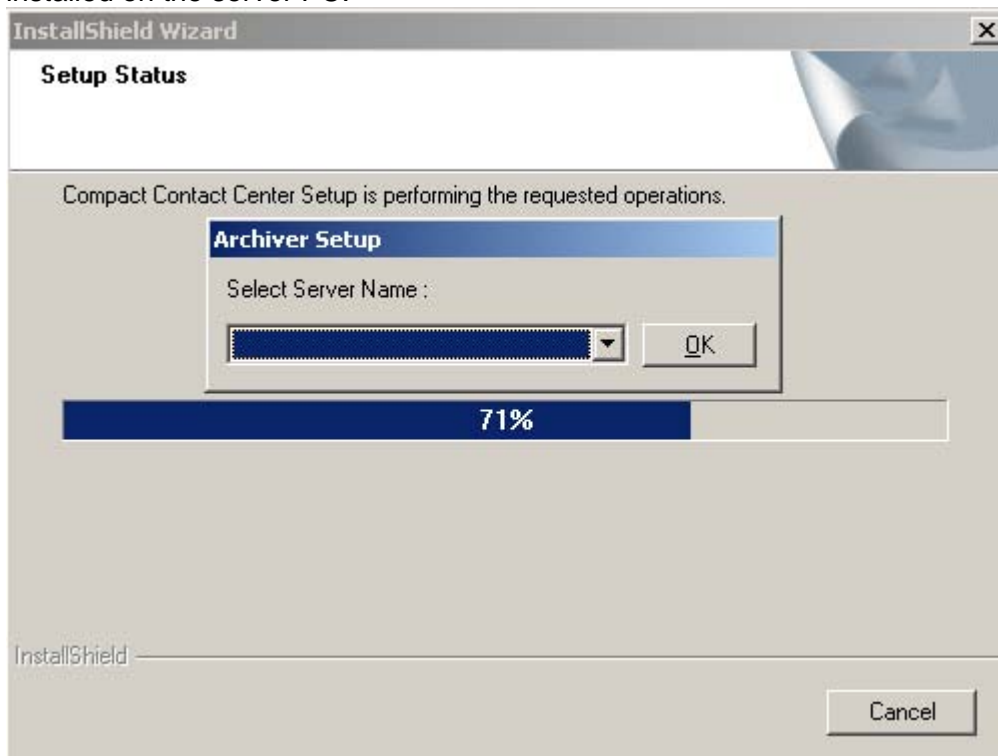 installed on the server PC.
InstallShield Wizard
Setup Status
Compact Contact Center Setup is performing the requested operations.
Archiver Setup
Select Server Name :
OK
71%
InstallShield
Cancel